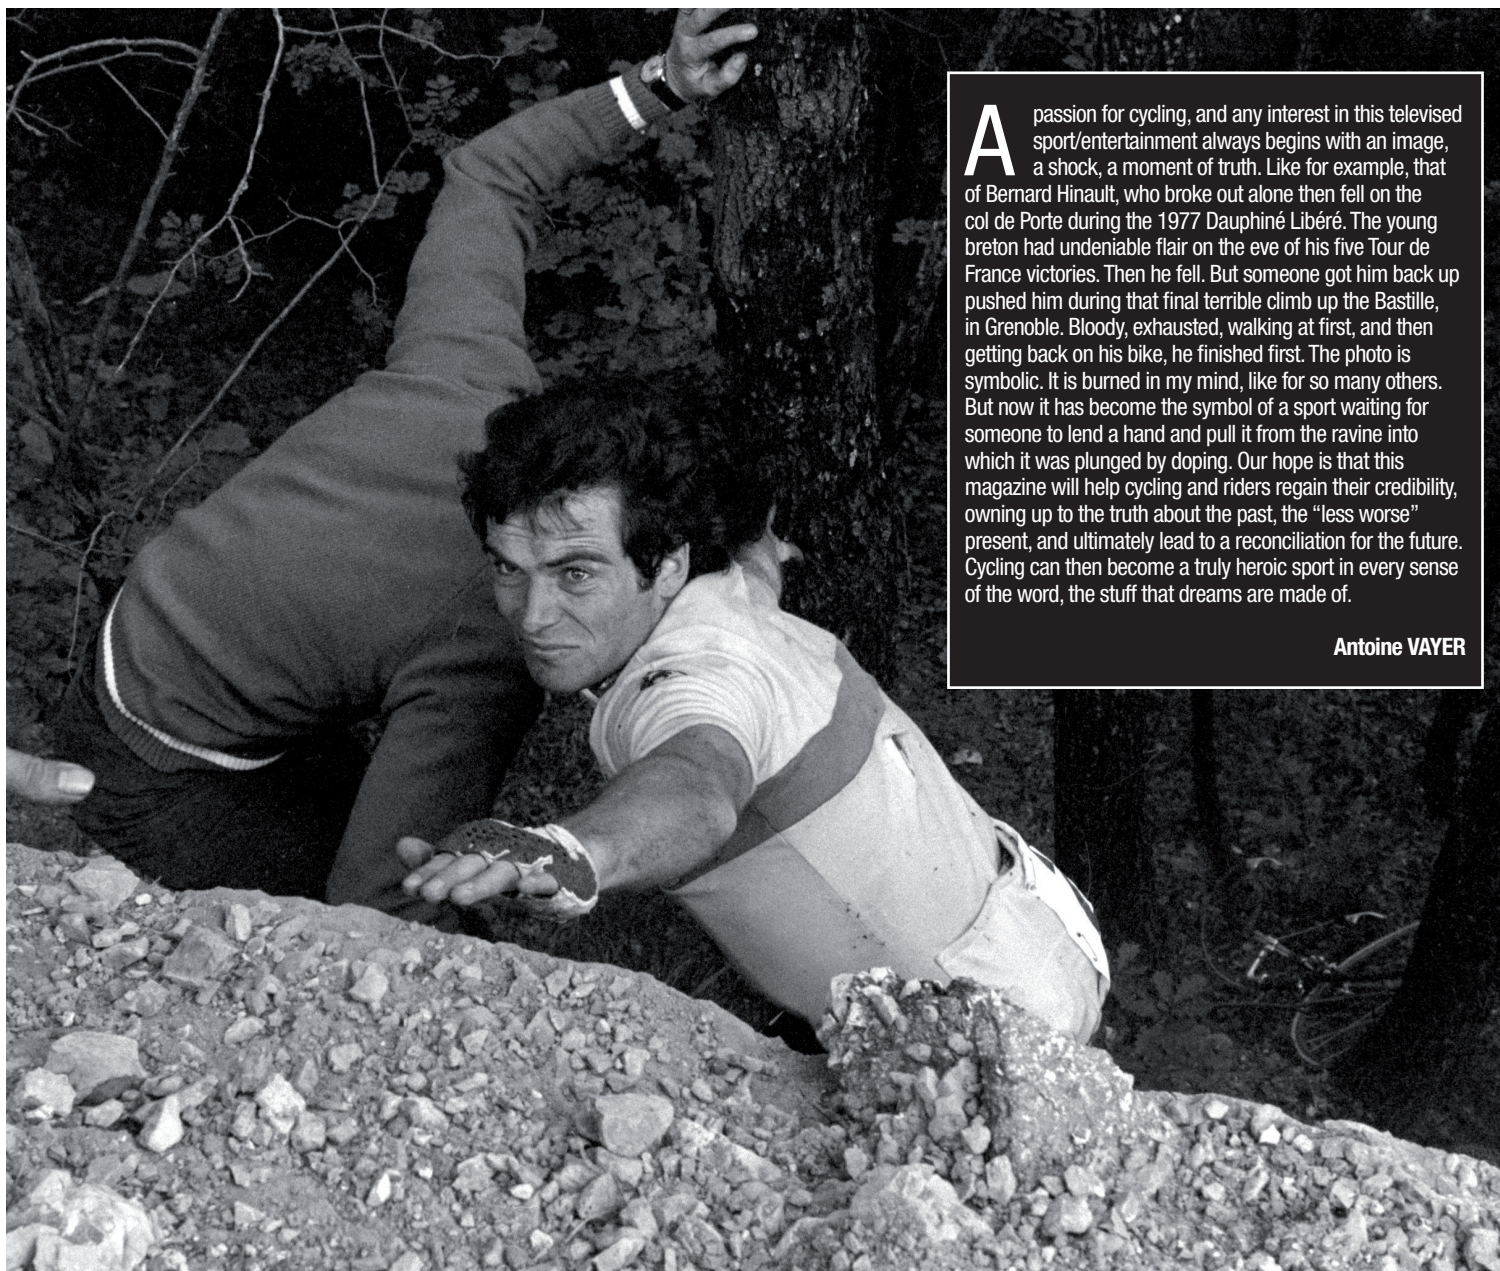 A passion for cycling, and any interest in this televised
sport/entertainment always begins with an image,
a shock, a moment of truth. Like for example, that
of Bernard Hinault, who broke out alone then fell on the
col de Porte during the 1977 Dauphiné Libéré. The young
breton had undeniable flair on the eve of his five Tour de
France victories. Then he fell. But someone got him back up
pushed him during that final terrible climb up the Bastille,
in Grenoble. Bloody, exhausted, walking at first, and then
getting back on his bike, he finished first. The photo is
symbolic. It is burned in my mind, like for so many others.
But now it has become the symbol of a sport waiting for
someone to lend a hand and pull it from the ravine into
which it was plunged by doping. Our hope is that this
magazine will help cycling and riders regain their credibility,
owning up to the truth about the past, the “less worse”
present, and ultimately lead to a reconciliation for the future.
Cycling can then become a truly heroic sport in every sense
of the word, the stuff that dreams are made of.
Antoine VAYER